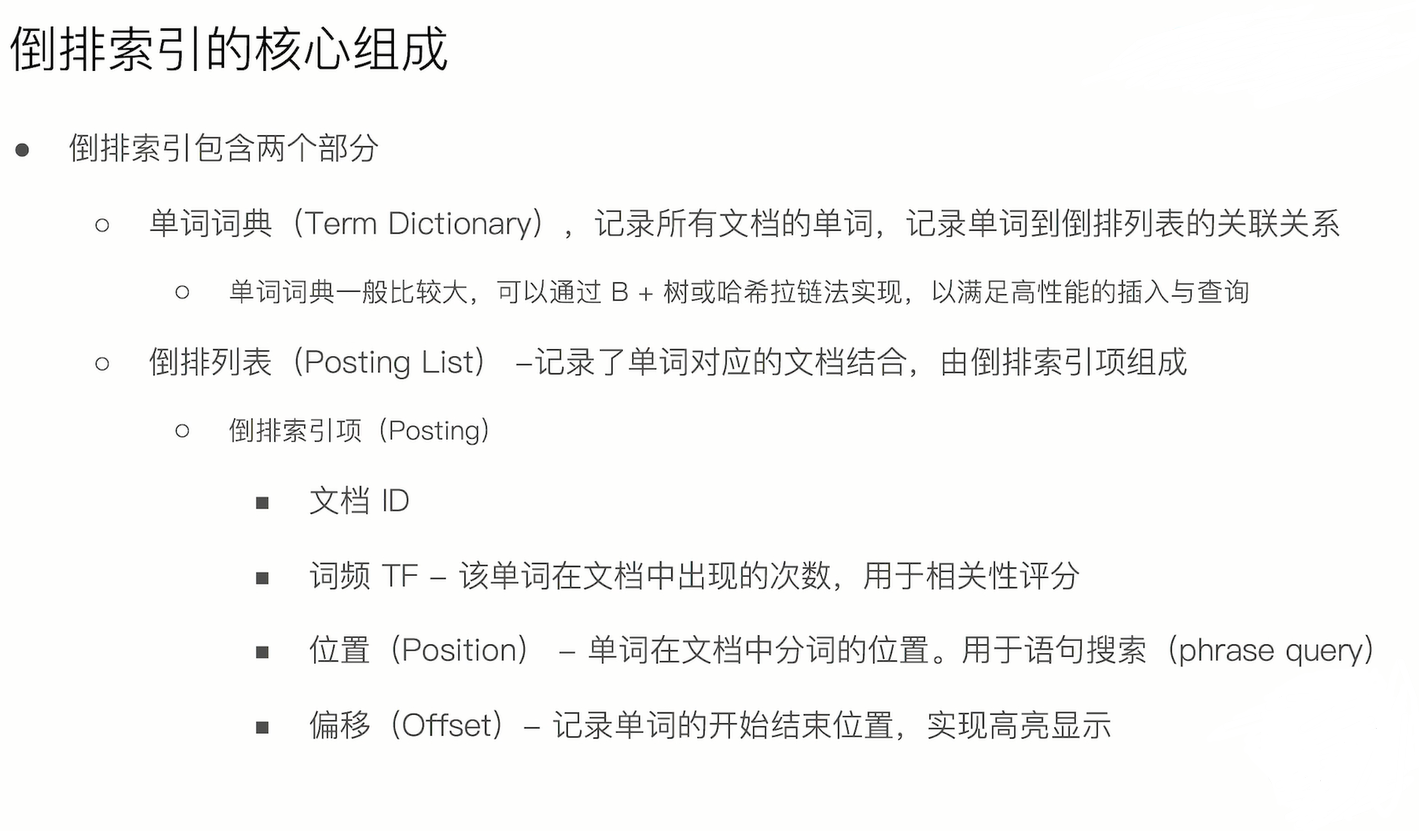 倒排索引的核心组成
● 倒排索引包含两个部分
○ 单词词典（Term Dictionary），记录所有文档的单词，记录单词到倒排列表的关联关系
○ 单词词典一般比较大，可以通过 B + 树或哈希拉链法实现，以满足高性能的插入与查询
○ 倒排列表（Posting List） –记录了单词对应的文档结合，由倒排索引项组成
○ 倒排索引项（Posting）
■ 文档 ID
■ 词频 TF – 该单词在文档中出现的次数，用于相关性评分
■ 位置（Position） – 单词在文档中分词的位置。用于语句搜索（phrase query）
■ 偏移（Offset）– 记录单词的开始结束位置，实现高亮显示